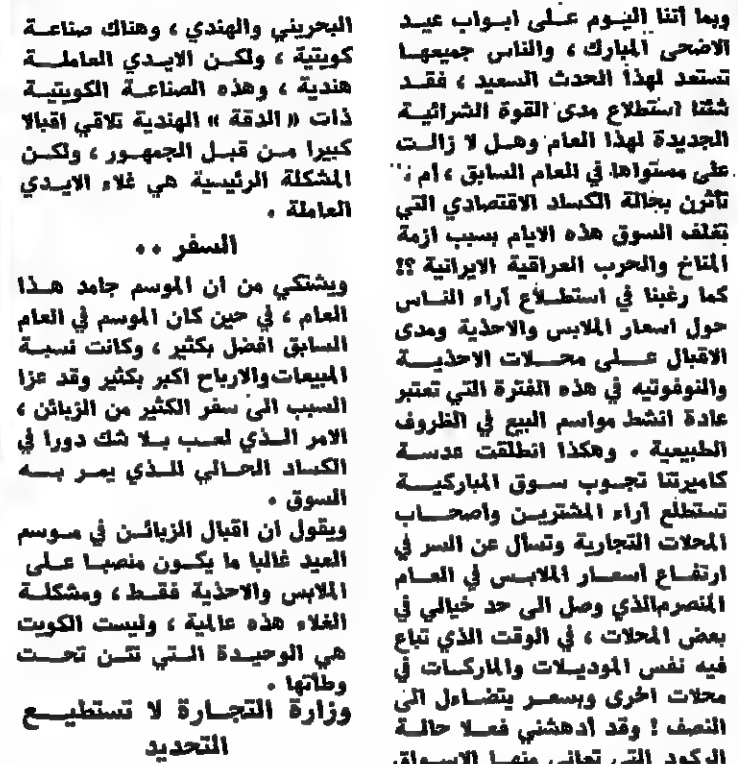 وبما أننا اليوم على ابواب عيد
الاضحى المبارك ، والناس جميعها
تستعد لهذا الحدث السعيد ، فقد
شئنا استطلاع مدى القوة الشرائية
الجديدة لهذا العام وهل لا زالت
على مستواها في العام السابق ، أم
تأثرن بحالة الكساد الاقتصادي التي
تغلف السوق هذه الايام بسبب ازمة
المناخ والحرب العراقية الايرانية ؟؟
كما رغبنا في استطلاع آراء الناس
حول اسعار الملابس والاحذية ومدى
الاقبال على محلات الاحذية
والنوفوتيه في هذه الفترة التي تعتبر
عادة انشط مواسم البيع في الظروف
الطبيعية . وهكذا انطلقت عدسة
كاميرتنا تجوب سوق المباركية
تستطلع آراء المشترين وأصحاب
المحلات التجارية وتسأل عن السر في
ارتفاع أسعار الملابس في العام
المنصرم الذي وصل الى حد خيالي في
بعض المحلات ، في الوقت الذي تباع
فيه نفس الموديلات والماركات في
محلات اخرى وبسعر يتضاءل الى
النصف ! وقد أدهشني فعلا حالة
الركود التي تعاني منها الاسواق
البحريني والهندي ، وهناك صناعة
كويتية ، ولكن الايدي العاملة
هندية ، وهذه الصناعة الكويتية
ذات « الدقة » الهندية تلاقي اقبالا
كبيرا من قبل الجمهور ، ولكن
المشكلة الرئيسية هي غلاء الايدي
العاملة .
السفر ..
ويشتكي من ان الموسم جامد هذا
العام ، في حين كان الموسم في العام
السابق افضل بكثير ، وكانت نسبة
المبيعات والارباح اكبر بكثير وقد عزا
السبب الى سفر الكثير من الزبائن ،
الامر الذي لعب بلا شك دورا في
الكساد الحالي للذي يمر به
السوق .
ويقول ان اقبال الزبائن في موسم
العيد غالبا ما يكون منصبا على
الملابس والاحذية فقط ، ومشكلة
الغلاء هذه عالمية ، وليست الكويت
هي الوحيدة التي تئن تحت
وطأتها .
وزارة التجارة لا تستطيع
التحديد